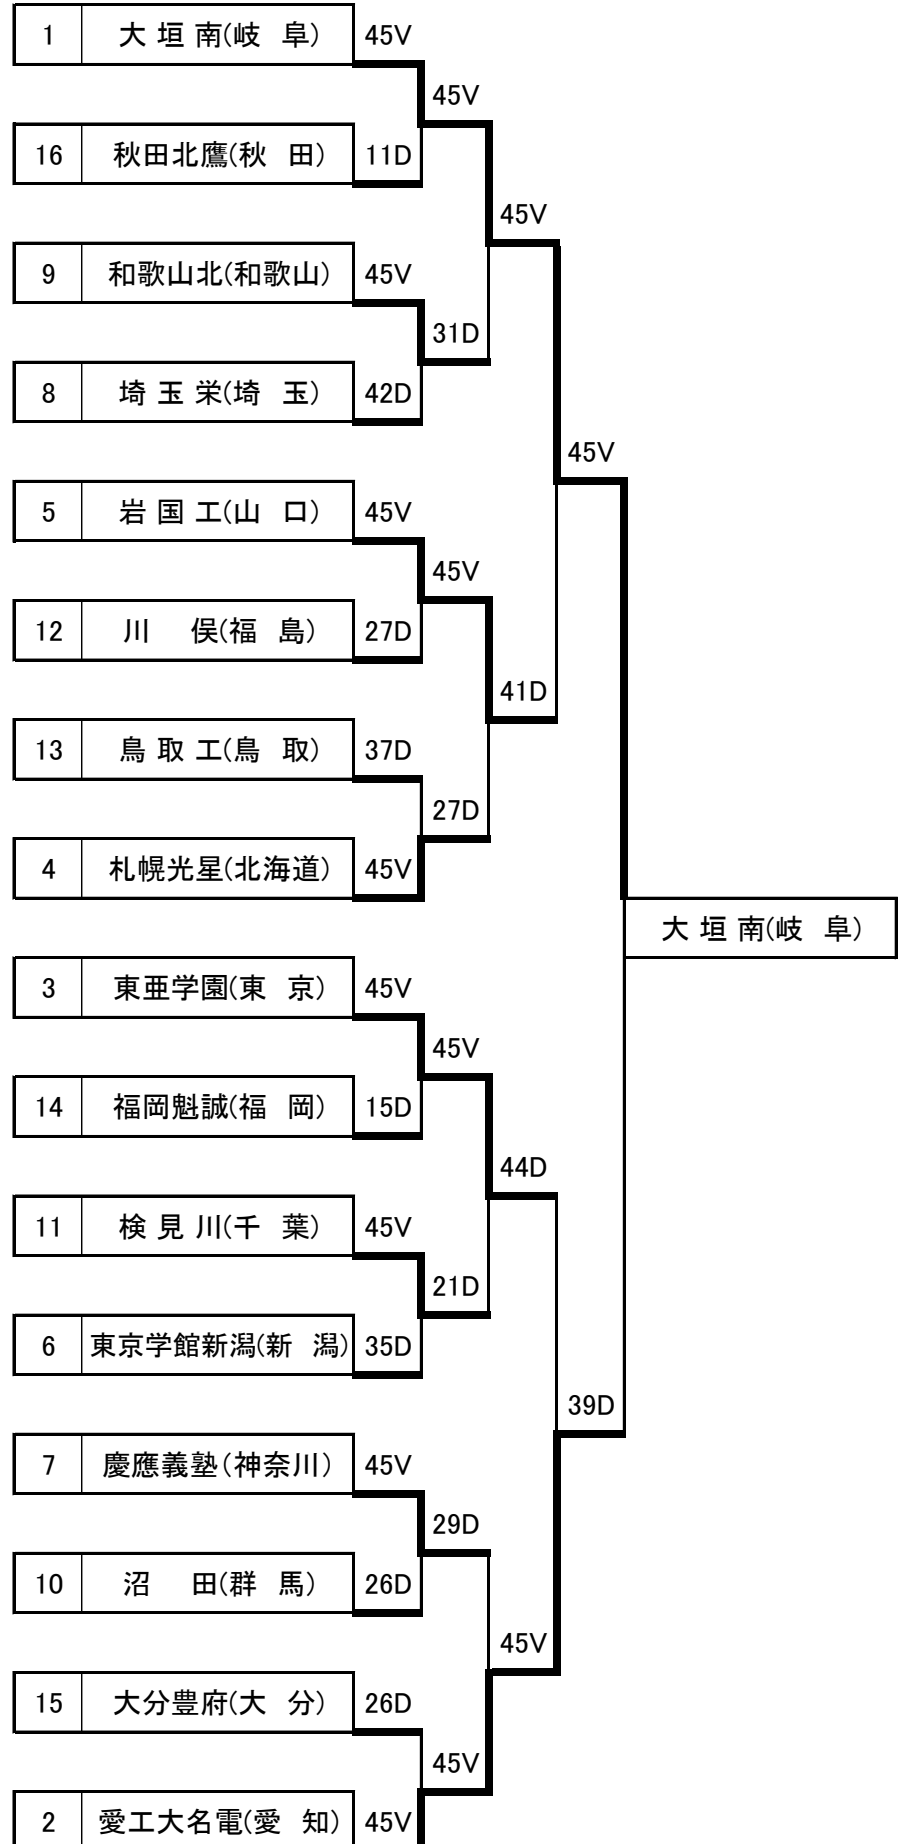 1 大 垣 南(岐 阜) 45V
45V
16 秋田北鷹(秋 田) 11D
45V
9 和歌山北(和歌山) 45V
31D
8 埼 玉 栄(埼 玉) 42D
45V
5 岩 国 工(山 口) 45V
45V
12 川 俣(福 島) 27D
41D
13 鳥 取 工(鳥 取) 37D
27D
4 札幌光星(北海道) 45V
大 垣 南(岐 阜)
3 東亜学園(東 京) 45V
45V
14 福岡魁誠(福 岡) 15D
44D
11 検 見 川(千 葉) 45V
21D
6 東京学館新潟(新 潟) 35D
39D
7 慶應義塾(神奈川) 45V
29D
10 沼 田(群 馬) 26D
45V
15 大分豊府(大 分) 26D
45V
2 愛工大名電(愛 知) 45V